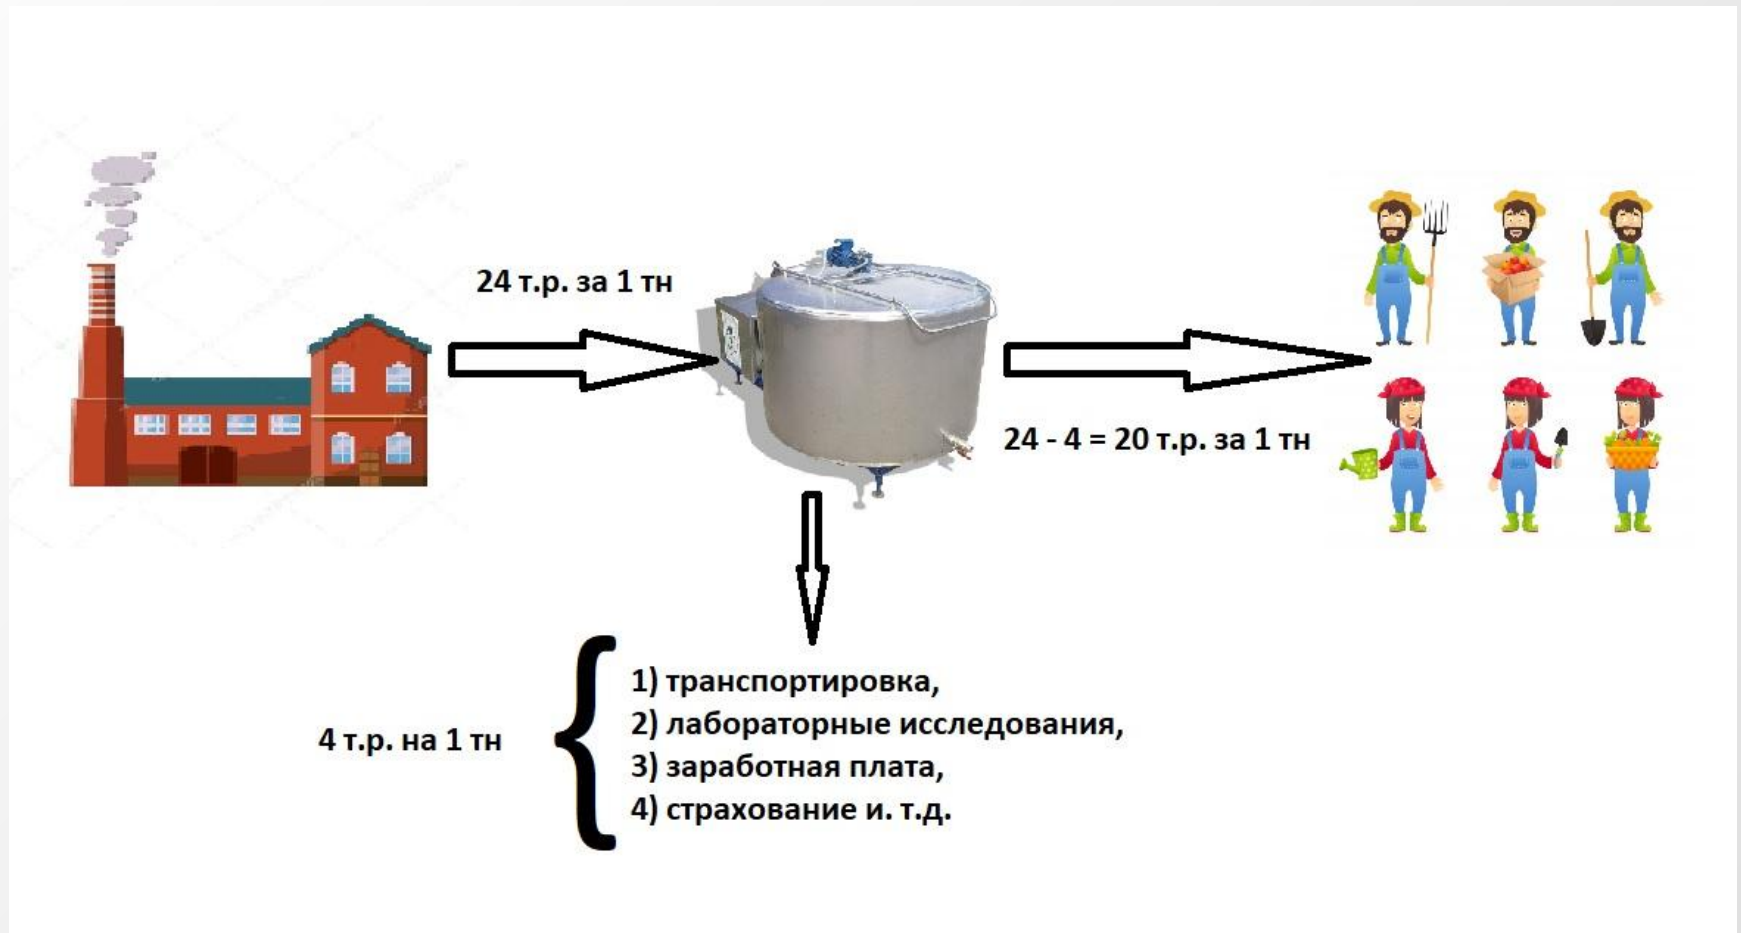 24 т.р. за 1 тн
24 - 4 = 20 т.р. за 1 тн
4 т.р. на 1 тн
1) транспортировка,
2) лабораторные исследования,
3) заработная плата,
4) страхование и. т.д.